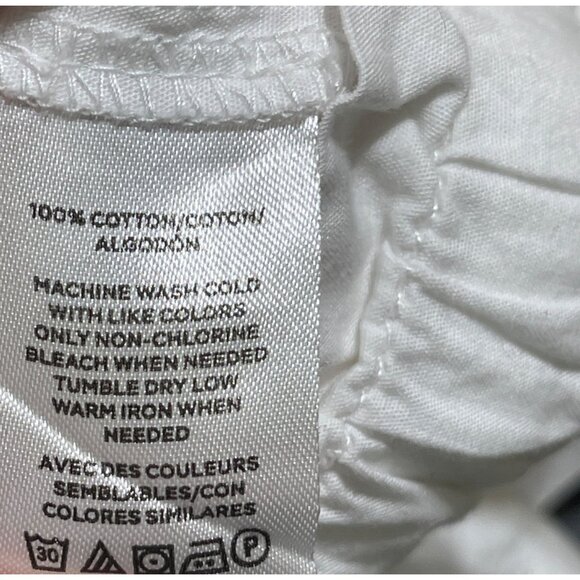 100% COTTON/COTON/
ALGODÓN
MACHINE WASH COLD
WITH LIKE COLORS
ONLY NON-CHLORINE
BLEACH WHEN NEEDED
TUMBLE DRY LOW
WARM IRON WHEN
NEEDED
AVEC DES COULEURS
SEMBLABLES/CON
COLORES SIMILARES
30 P